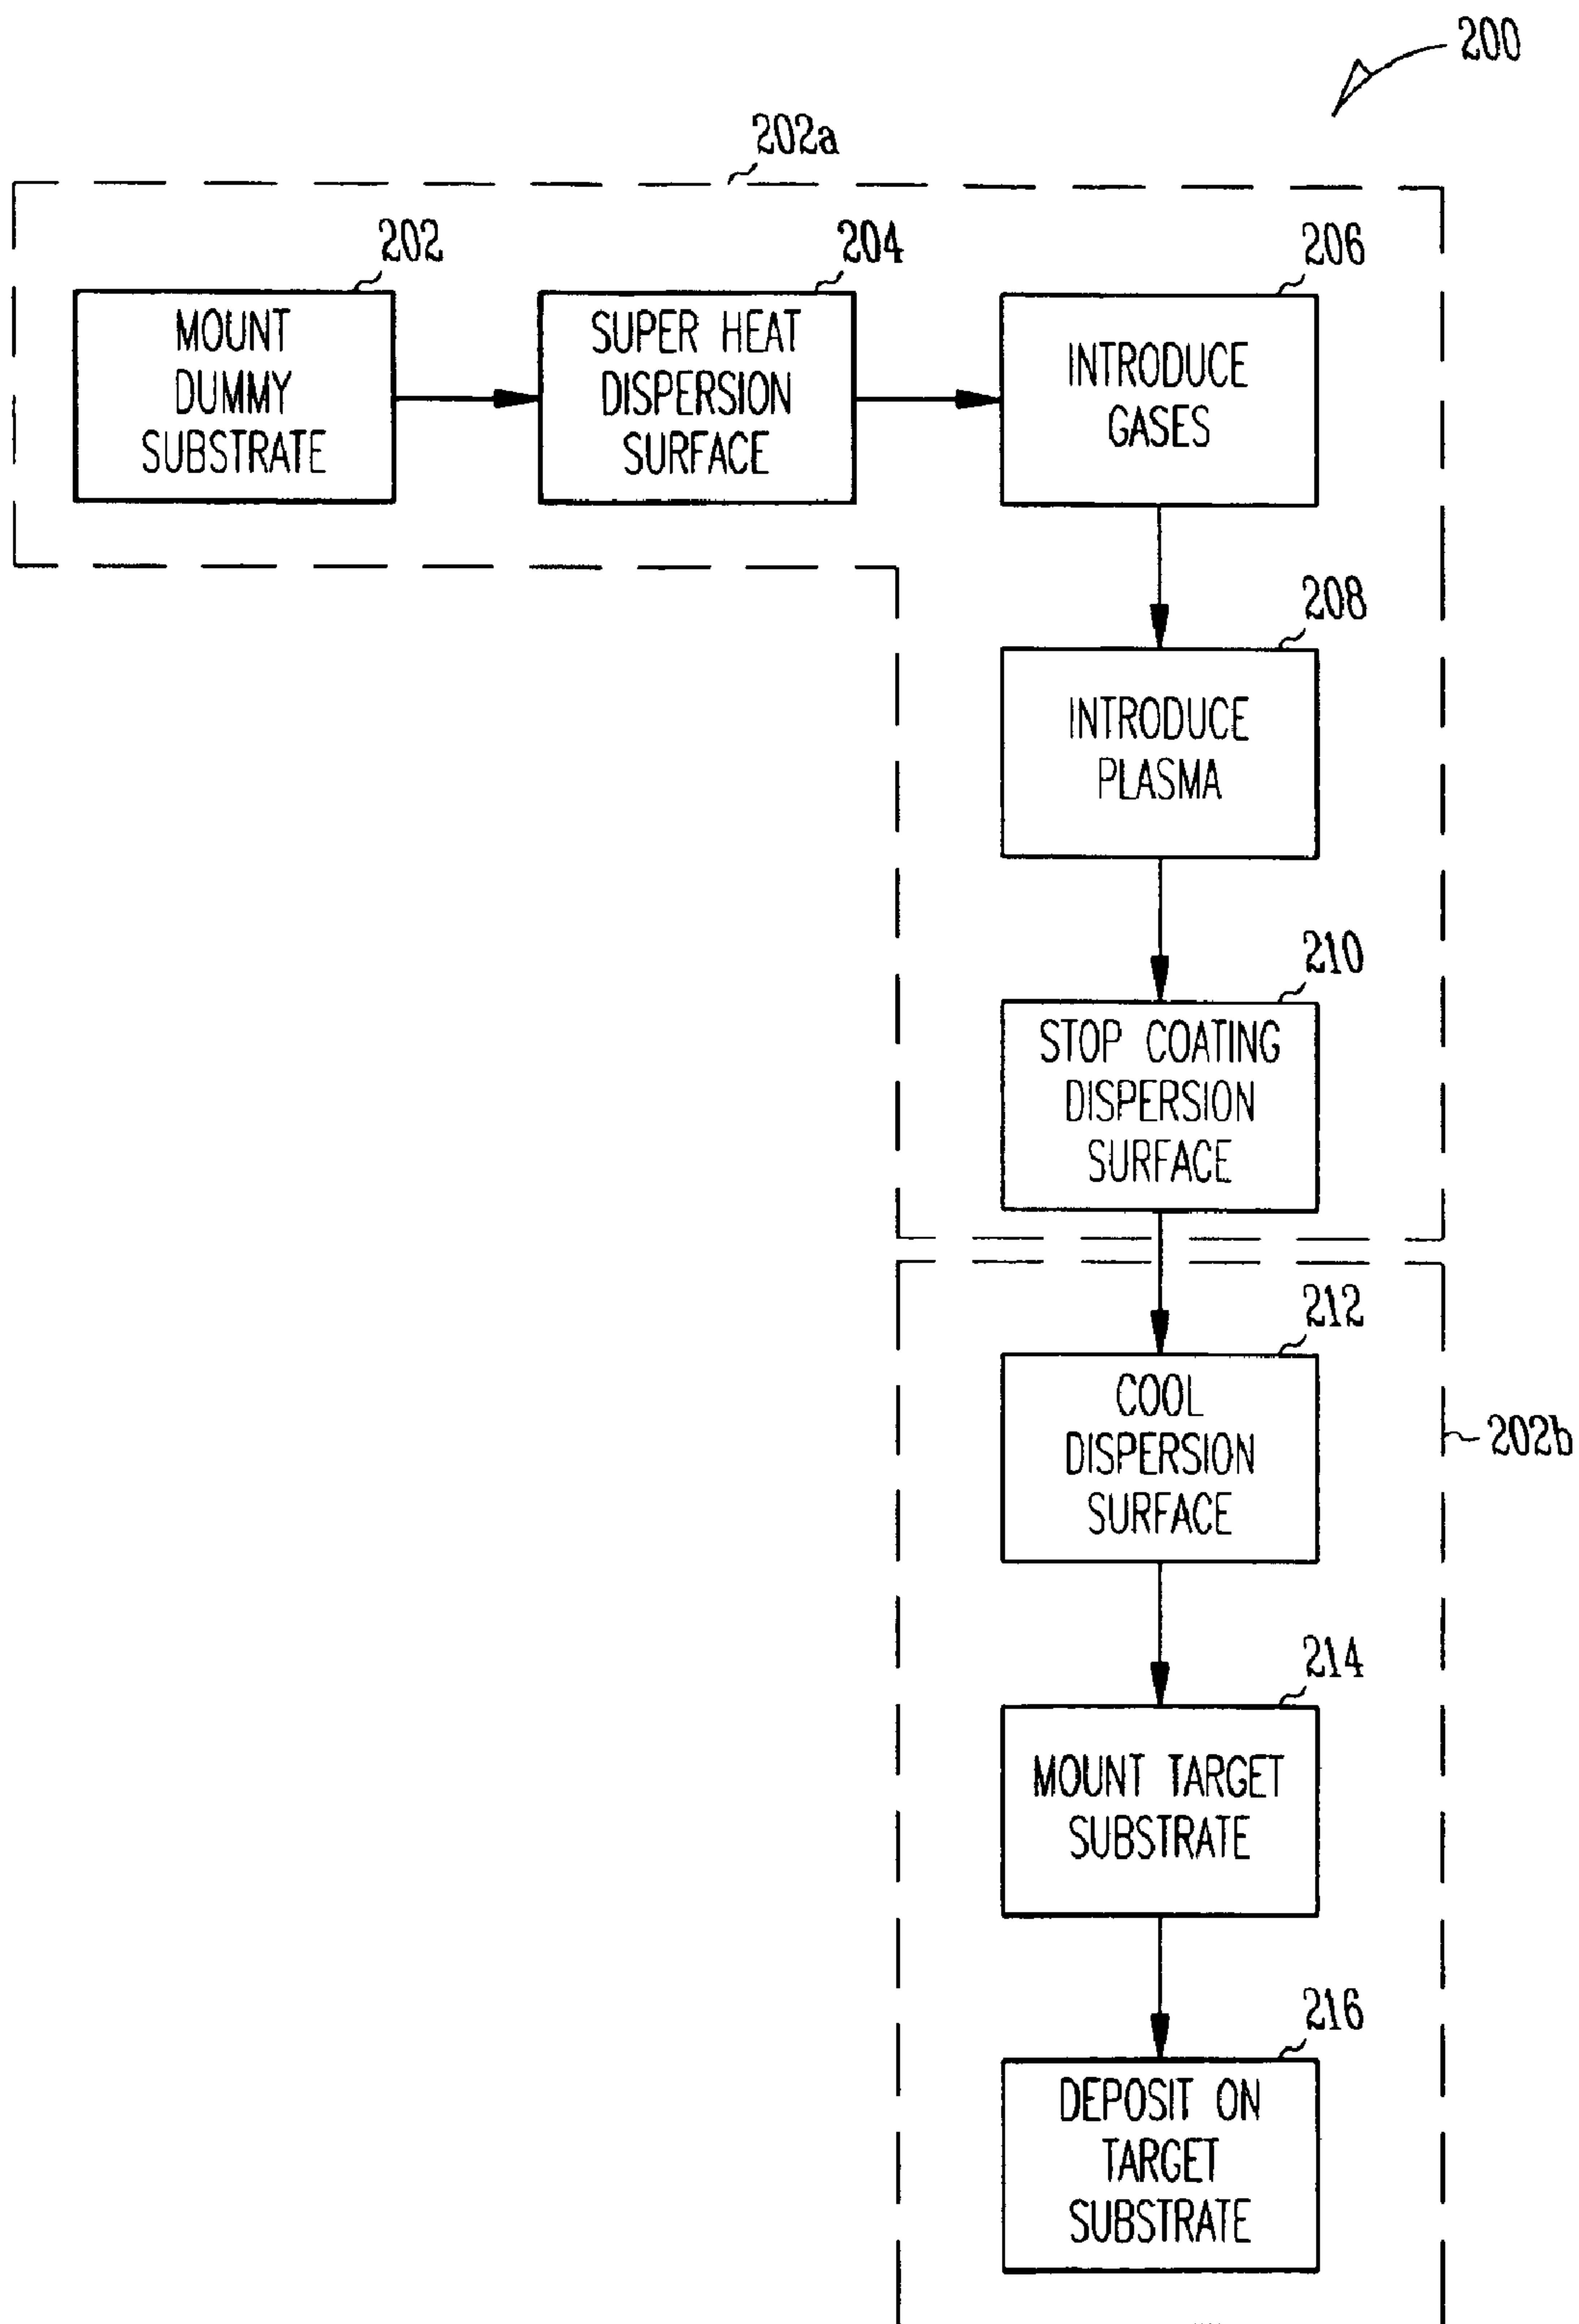 200
202a
202
MOUNT
DUMMY
SUBSTRATE
204
SUPER HEAT
DISPERSION
SURFACE
206
INTRODUCE
GASES
208
INTRODUCE
PLASMA
210
STOP COATING
DISPERSION
SURFACE
212
COOL
DISPERSION
SURFACE
202b
214
MOUNT TARGET
SUBSTRATE
216
DEPOSIT ON
TARGET
SUBSTRATE